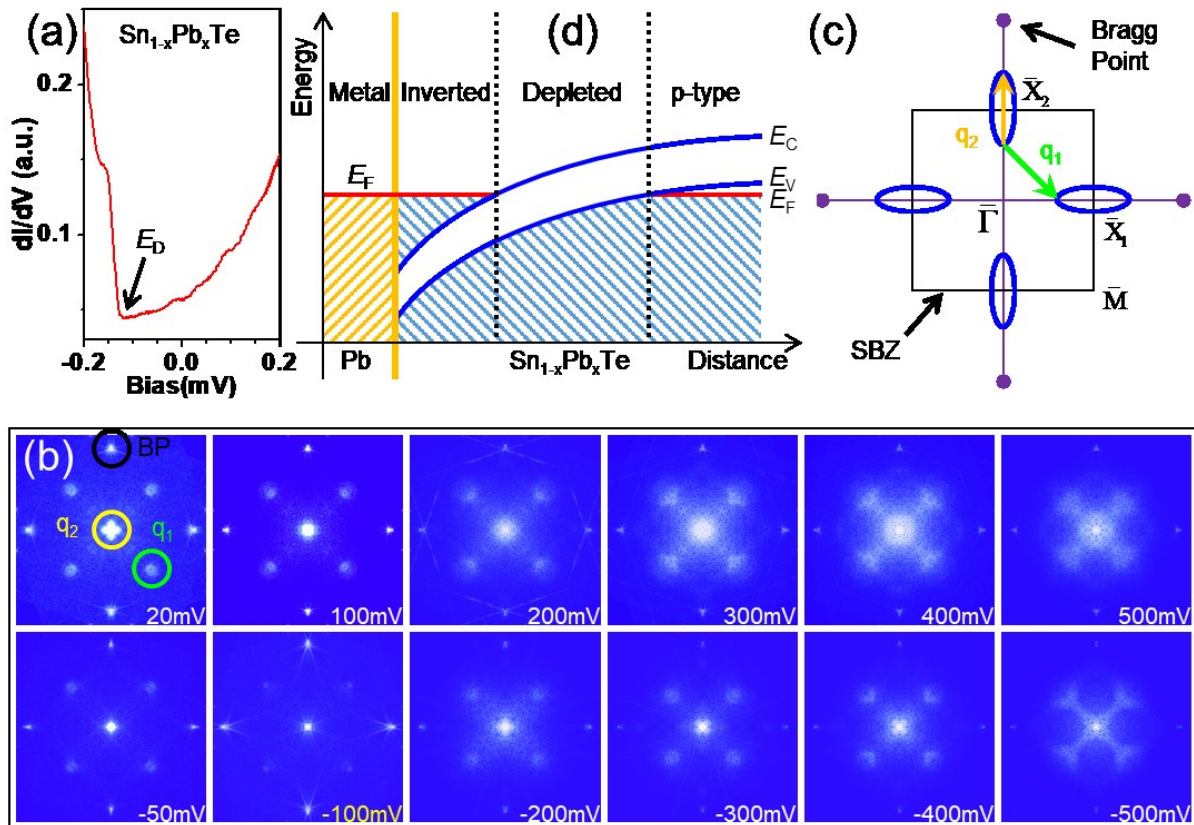 (a)
Sn1-xPbxTe
0.2
0.1
dI/dV (a.u.)
ED
-0.2 0.0 0.2
Bias(mV)
(d)
Energy
Metal Inverted Depleted p-type
EF
EC
EV
EF
Pb Sn1-xPbxTe Distance
(c)
Bragg
Point
X̄2
q2
q1
Γ̄
X̄1
M̄
SBZ
(b)
BP
q2 q1
20mV 100mV 200mV 300mV 400mV 500mV
-50mV -100mV -200mV -300mV -400mV -500mV